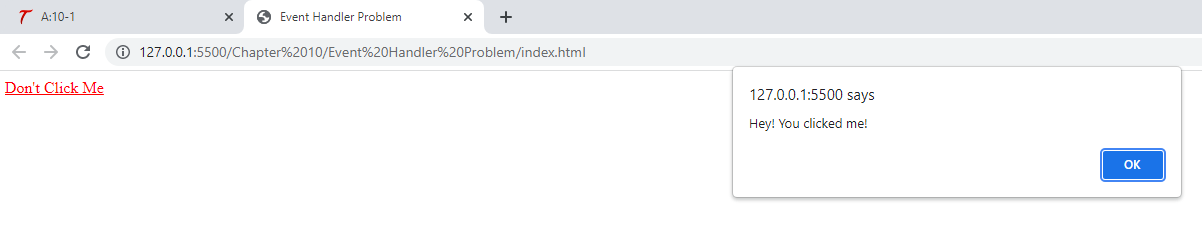 A:10-1
Event Handler Problem
127.0.0.1:5500/Chapter%2010/Event%20Handler%20Problem/index.html
Don't Click Me
127.0.0.1:5500 says
Hey! You clicked me!
OK